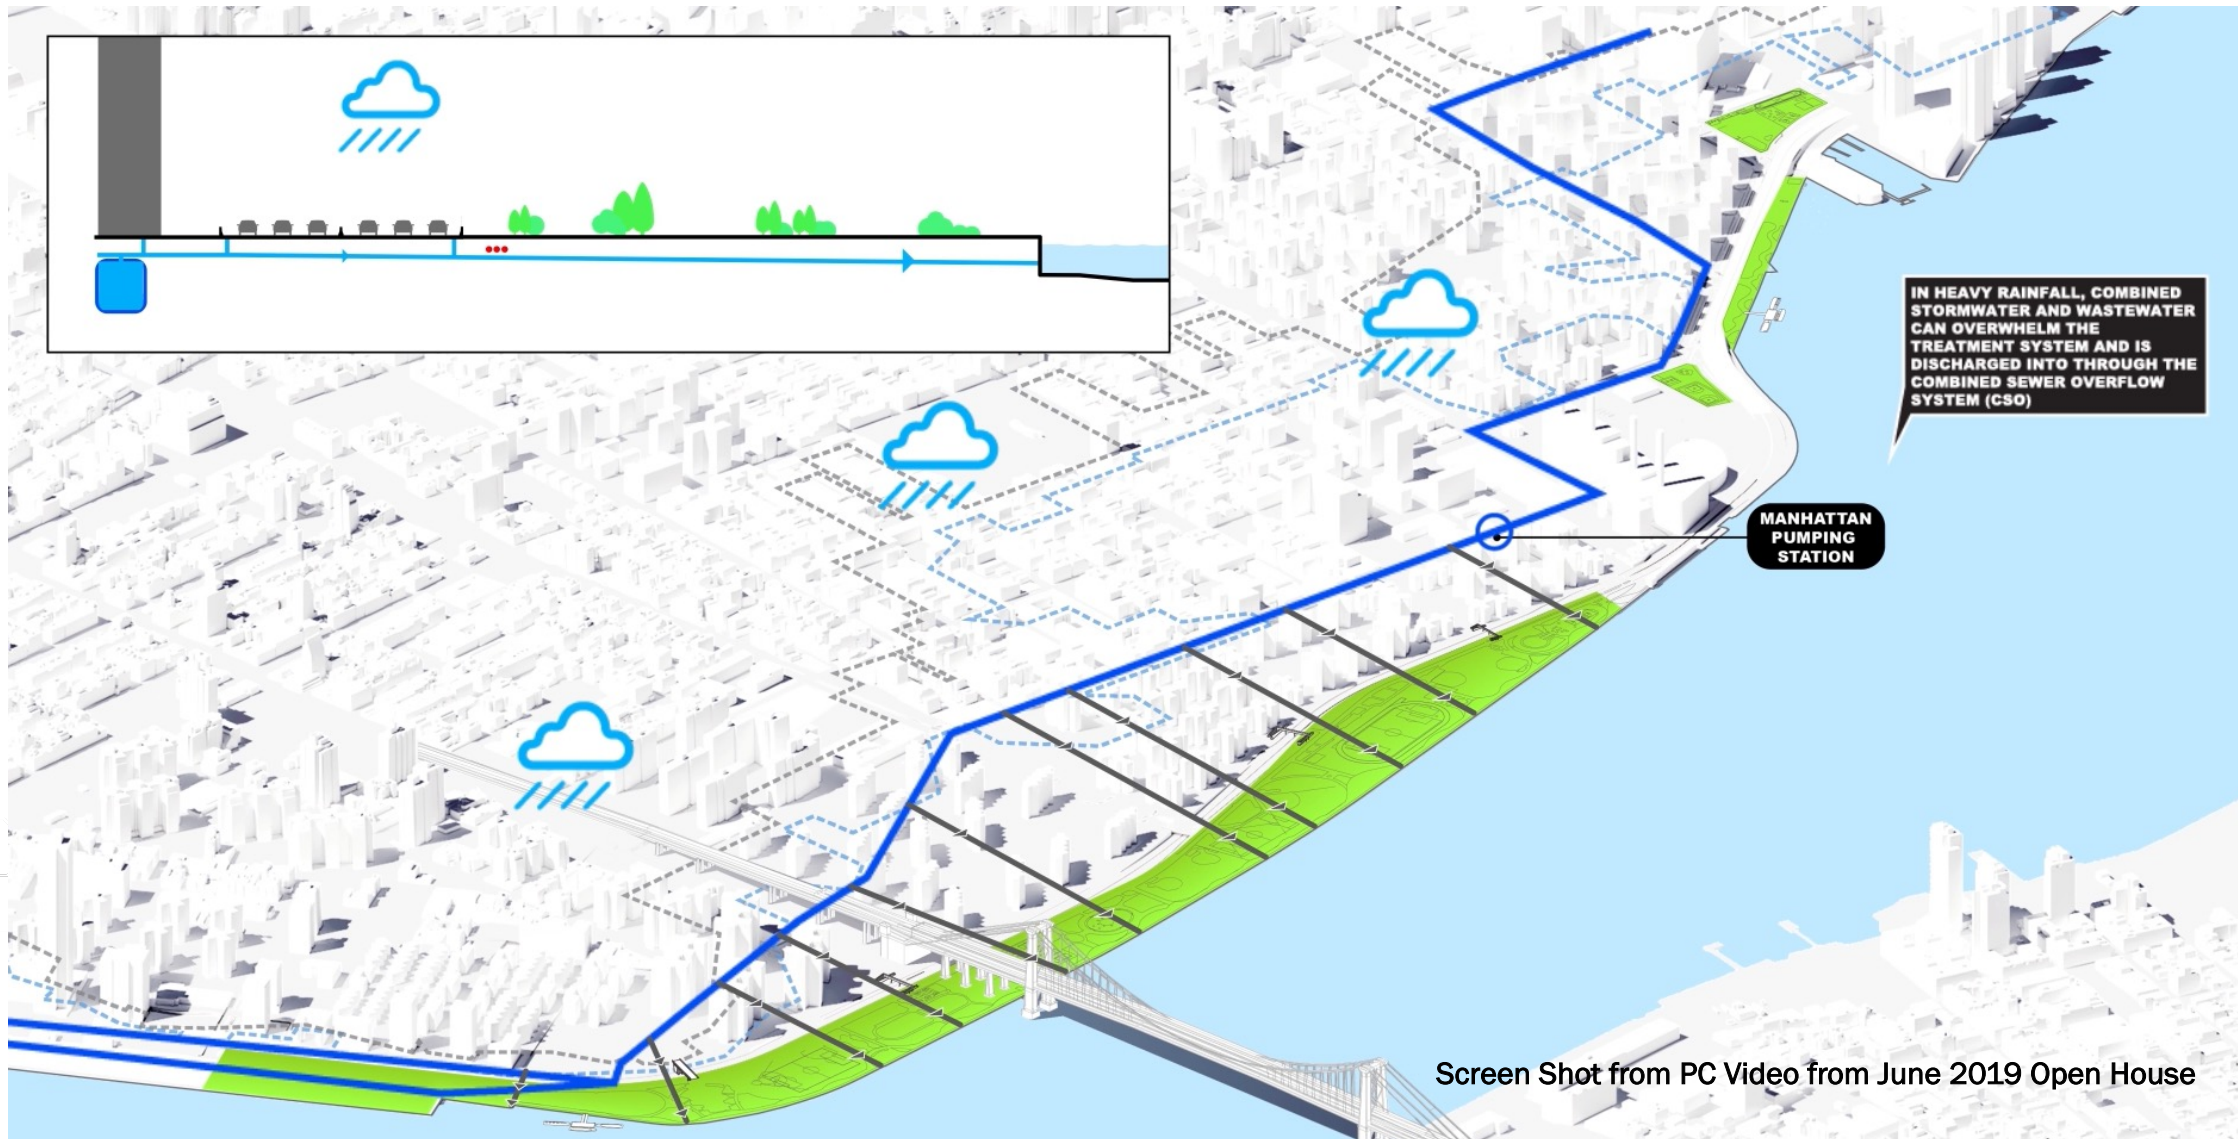 IN HEAVY RAINFALL, COMBINED
STORMWATER AND WASTEWATER
CAN OVERWHELM THE
TREATMENT SYSTEM AND IS
DISCHARGED INTO THROUGH THE
COMBINED SEWER OVERFLOW
SYSTEM (CSO)
MANHATTAN
PUMPING
STATION
Screen Shot from PC Video from June 2019 Open House